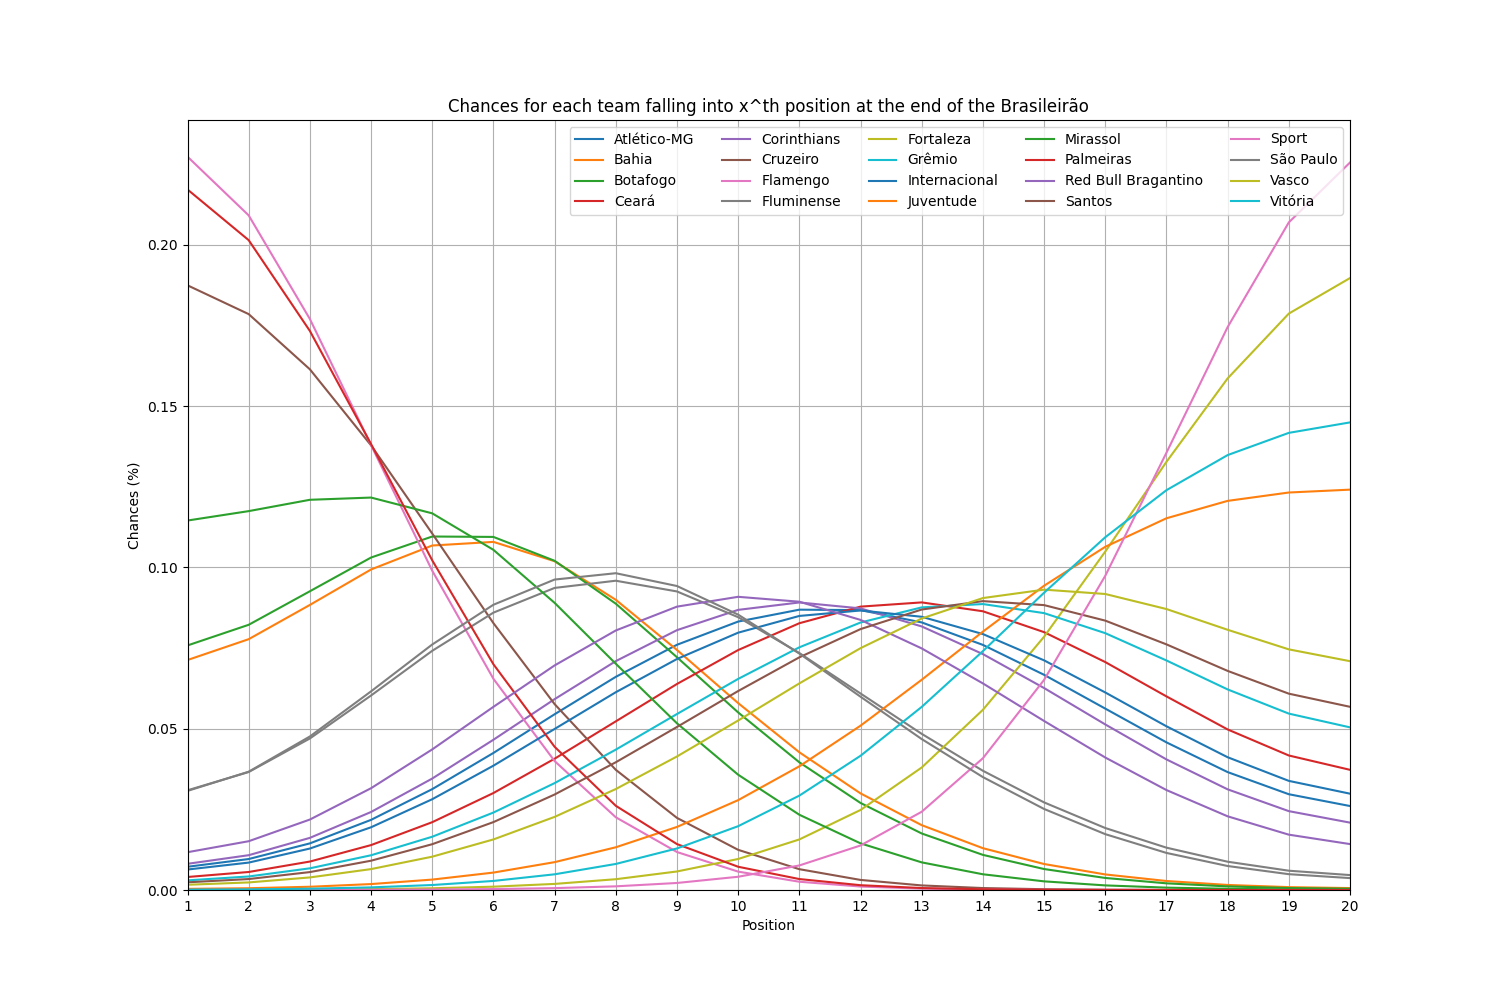 Chances for each team falling into x^th position at the end of the Brasileirão
Atlético-MG Corinthians Fortaleza Mirassol Sport
Bahia Cruzeiro Grêmio Palmeiras São Paulo
Botafogo Flamengo Internacional Red Bull Bragantino Vasco
Ceará Fluminense Juventude Santos Vitória
Chances (%)
0.20
0.15
0.10
0.05
0.00
1 2 3 4 5 6 7 8 9 10 11 12 13 14 15 16 17 18 19 20
Position